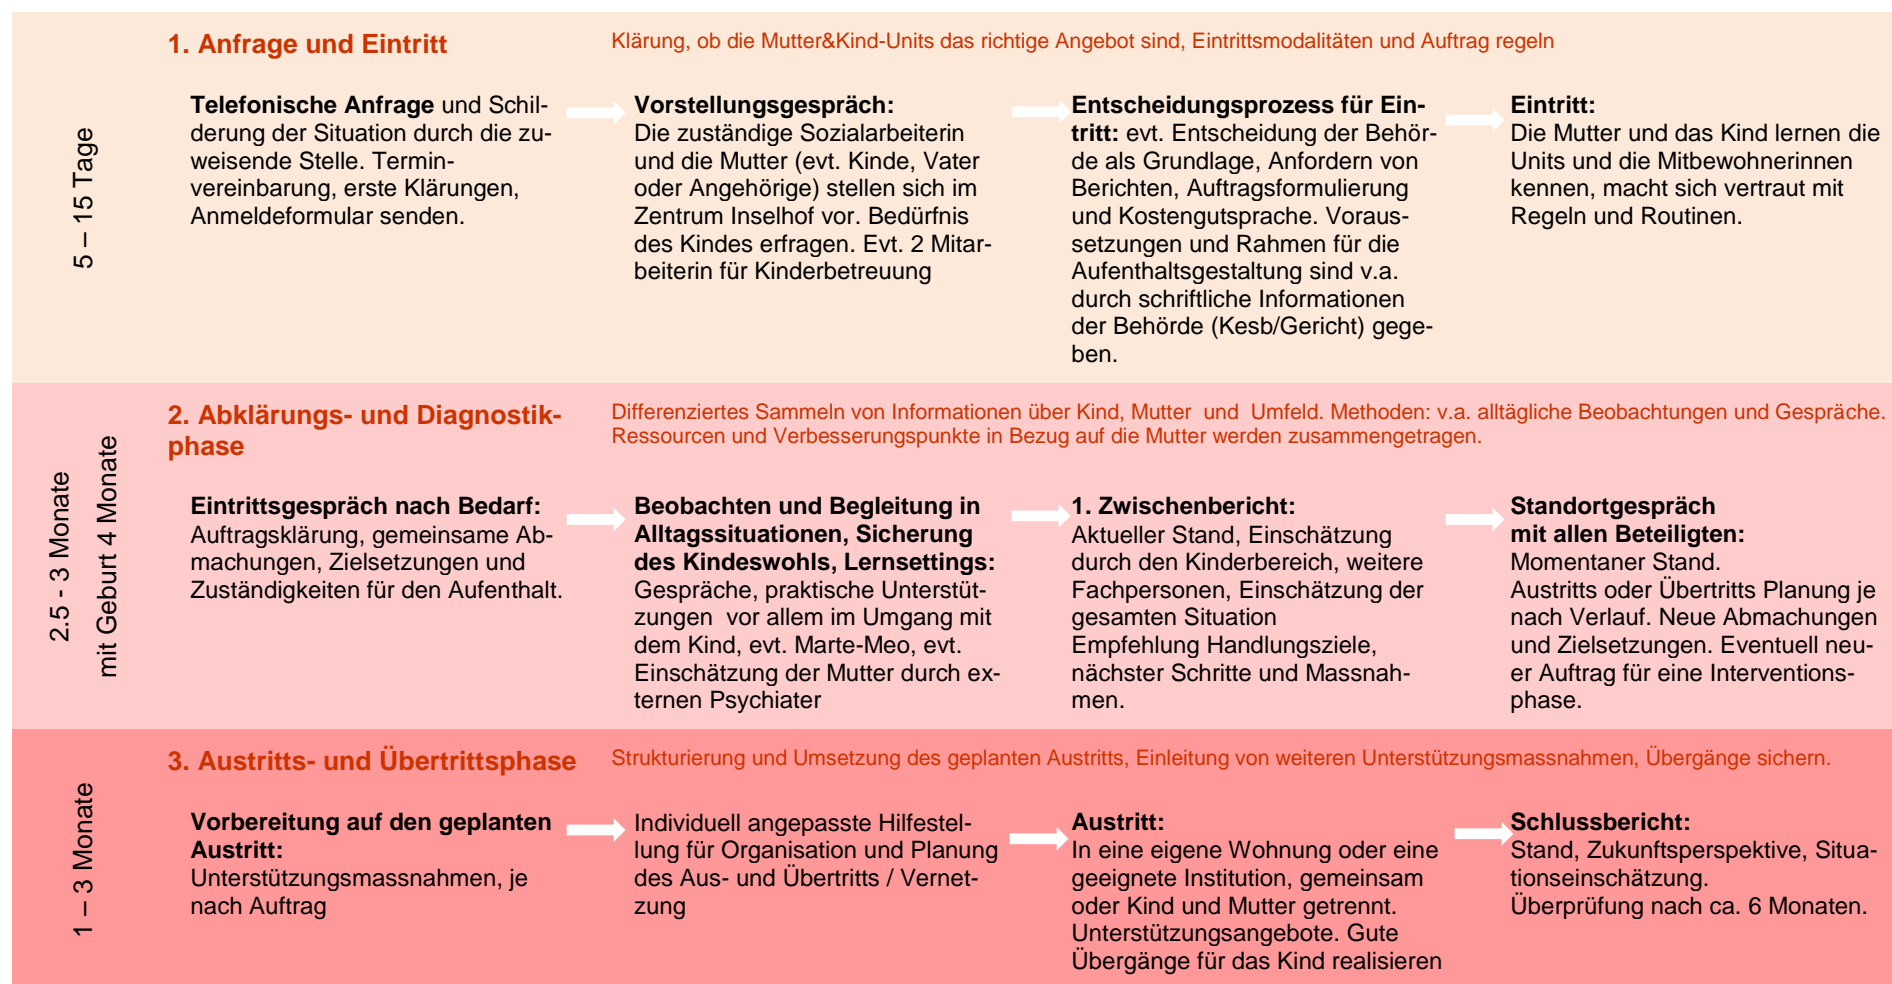 1. Anfrage und Eintritt
Klärung, ob die Mutter&Kind-Units das richtige Angebot sind, Eintrittsmodalitäten und Auftrag regeln
5 – 15 Tage
Telefonische Anfrage und Schil-
derung der Situation durch die zu-
weisende Stelle. Termin-
vereinbarung, erste Klärungen,
Anmeldeformular senden.
Vorstellungsgespräch:
Die zuständige Sozialarbeiterin
und die Mutter (evt. Kinde, Vater
oder Angehörige) stellen sich im
Zentrum Inselhof vor. Bedürfnis
des Kindes erfragen. Evt. 2 Mitar-
beiterin für Kinderbetreuung
Entscheidungsprozess für Ein-
tritt: evt. Entscheidung der Behör-
de als Grundlage, Anfordern von
Berichten, Auftragsformulierung
und Kostengutsprache. Voraus-
setzungen und Rahmen für die
Aufenthaltsgestaltung sind v.a.
durch schriftliche Informationen
der Behörde (Kesb/Gericht) gege-
ben.
Eintritt:
Die Mutter und das Kind lernen die
Units und die Mitbewohnerinnen
kennen, macht sich vertraut mit
Regeln und Routinen.
2. Abklärungs- und Diagnostik-
phase
Differenziertes Sammeln von Informationen über Kind, Mutter und Umfeld. Methoden: v.a. alltägliche Beobachtungen und Gespräche.
Ressourcen und Verbesserungspunkte in Bezug auf die Mutter werden zusammengetragen.
2.5 - 3 Monate
mit Geburt 4 Monate
Eintrittsgespräch nach Bedarf:
Auftragsklärung, gemeinsame Ab-
machungen, Zielsetzungen und
Zuständigkeiten für den Aufenthalt.
Beobachten und Begleitung in
Alltagssituationen, Sicherung
des Kindeswohls, Lernsettings:
Gespräche, praktische Unterstüt-
zungen vor allem im Umgang mit
dem Kind, evt. Marte-Meo, evt.
Einschätzung der Mutter durch ex-
ternen Psychiater
1. Zwischenbericht:
Aktueller Stand, Einschätzung
durch den Kinderbereich, weitere
Fachpersonen, Einschätzung der
gesamten Situation
Empfehlung Handlungsziele,
nächster Schritte und Massnah-
men.
Standortgespräch
mit allen Beteiligten:
Momentaner Stand.
Austritts oder Übertritts Planung je
nach Verlauf. Neue Abmachungen
und Zielsetzungen. Eventuell neu-
er Auftrag für eine Interventions-
phase.
3. Austritts- und Übertrittsphase
Strukturierung und Umsetzung des geplanten Austritts, Einleitung von weiteren Unterstützungsmassnahmen, Übergänge sichern.
1 – 3 Monate
Vorbereitung auf den geplanten
Austritt:
Unterstützungsmassnahmen, je
nach Auftrag
Individuell angepasste Hilfestel-
lung für Organisation und Planung
des Aus- und Übertritts / Vernet-
zung
Austritt:
In eine eigene Wohnung oder eine
geeignete Institution, gemeinsam
oder Kind und Mutter getrennt.
Unterstützungsangebote. Gute
Übergänge für das Kind realisieren
Schlussbericht:
Stand, Zukunftsperspektive, Situa-
tionseinschätzung.
Überprüfung nach ca. 6 Monaten.